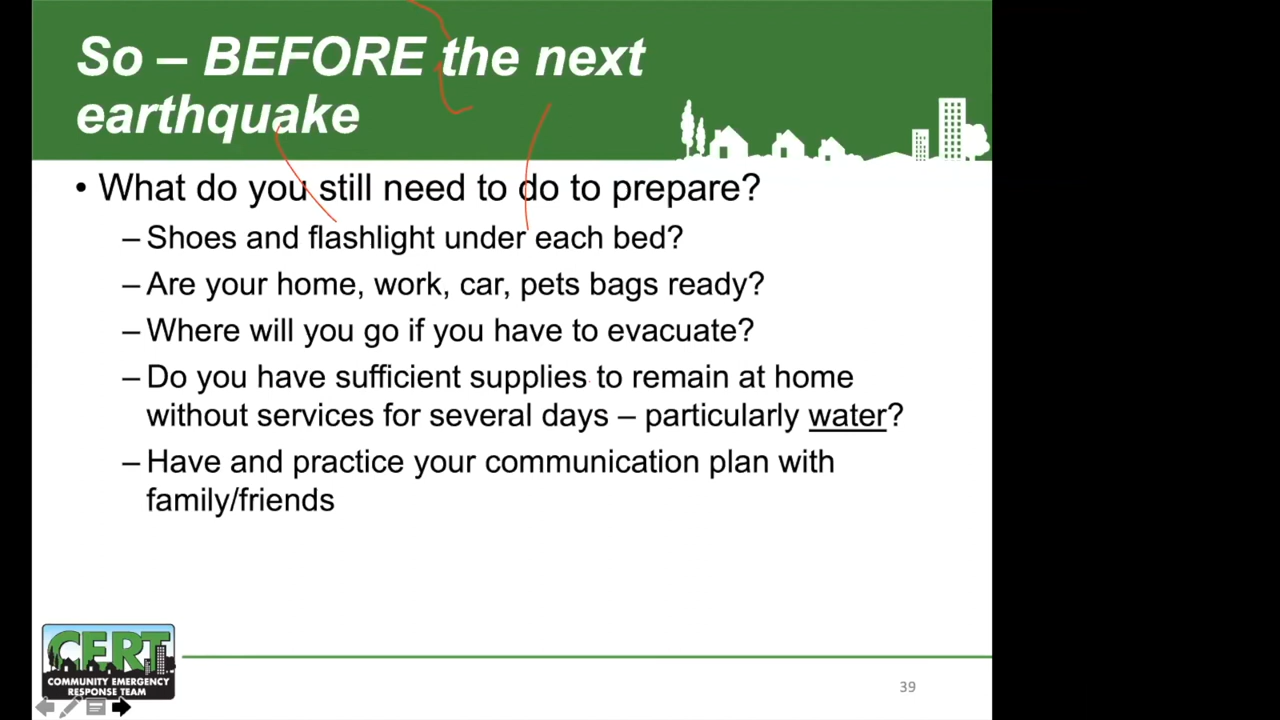 So – BEFORE the next
earthquake
• What do you still need to do to prepare?
– Shoes and flashlight under each bed?
– Are your home, work, car, pets bags ready?
– Where will you go if you have to evacuate?
– Do you have sufficient supplies to remain at home
without services for several days – particularly water?
– Have and practice your communication plan with
family/friends
CERT
COMMUNITY EMERGENCY
RESPONSE TEAM
39